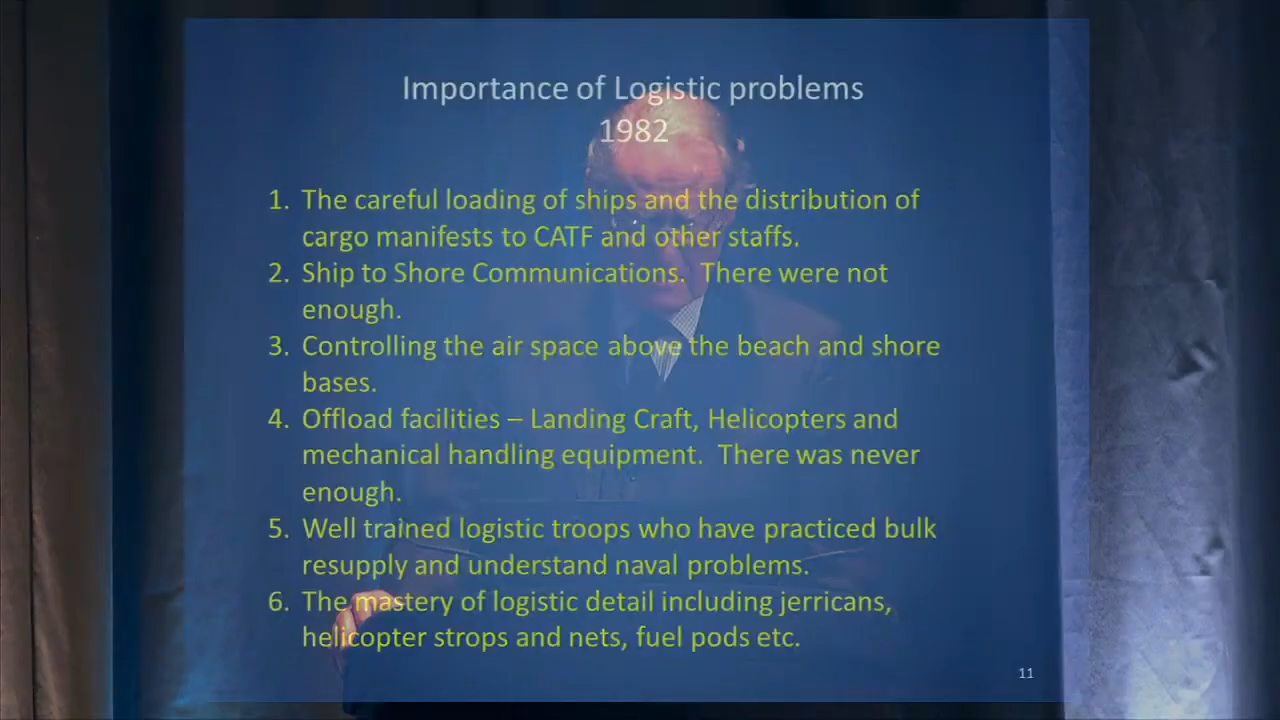 Importance of Logistic problems
1982
1. The careful loading of ships and the distribution of
cargo manifests to CATF and other staffs.
2. Ship to Shore Communications.  There were not
enough.
3. Controlling the air space above the beach and shore
bases.
4. Offload facilities – Landing Craft, Helicopters and
mechanical handling equipment.  There was never
enough.
5. Well trained logistic troops who have practiced bulk
resupply and understand naval problems.
6. The mastery of logistic detail including jerricans,
helicopter strops and nets, fuel pods etc.
11